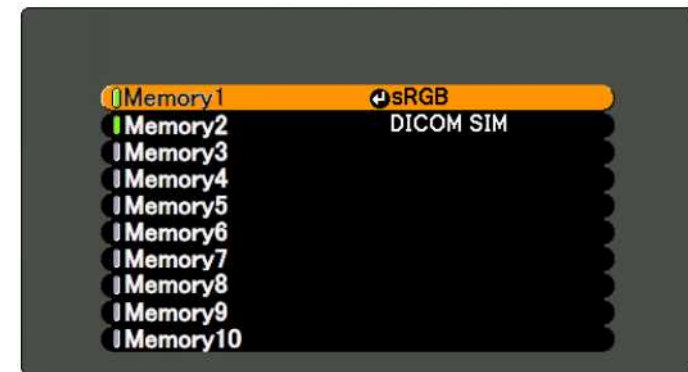 Memory1 sRGB
Memory2 DICOM SIM
Memory3
Memory4
Memory5
Memory6
Memory7
Memory8
Memory9
Memory10